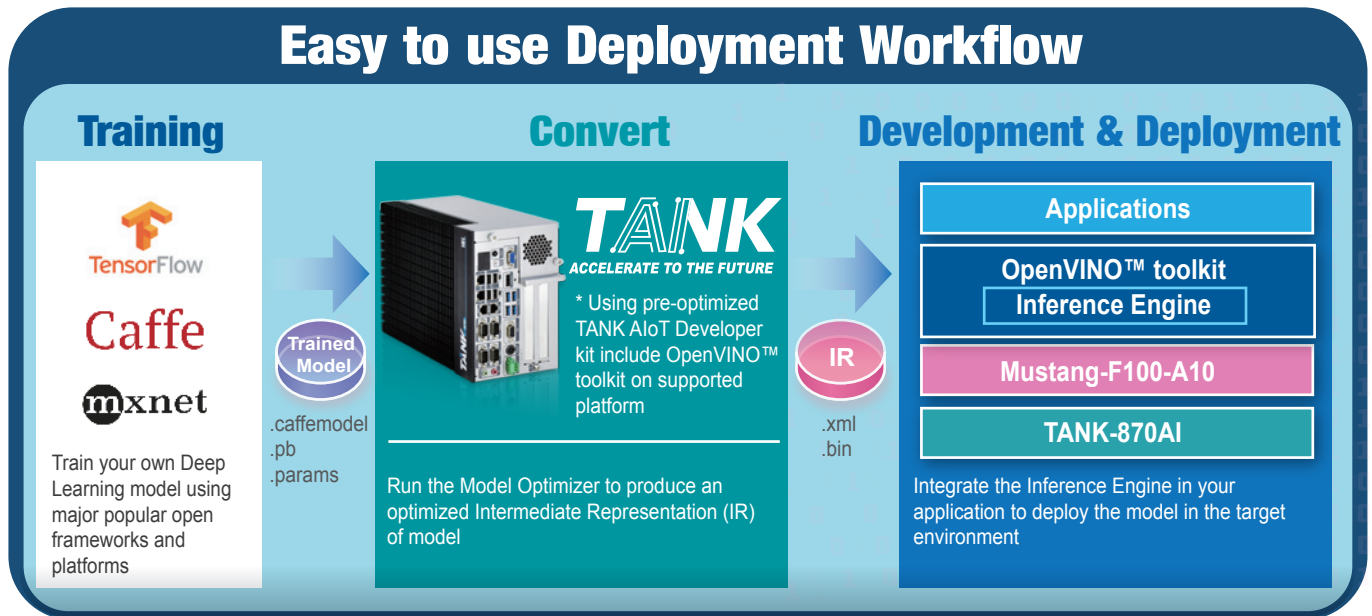 Easy to use Deployment Workflow
Training
TensorFlow
Caffe
mxnet
Train your own Deep
Learning model using
major popular open
frameworks and
platforms
Trained
Model
.caffemodel
.pb
.params
Convert
TANK
ACCELERATE TO THE FUTURE
* Using pre-optimized
TANK AIoT Developer
kit include OpenVINO™
toolkit on supported
platform
Run the Model Optimizer to produce an
optimized Intermediate Representation (IR)
of model
IR
.xml
.bin
Development & Deployment
Applications
OpenVINO™ toolkit
Inference Engine
Mustang-F100-A10
TANK-870AI
Integrate the Inference Engine in your
application to deploy the model in the target
environment